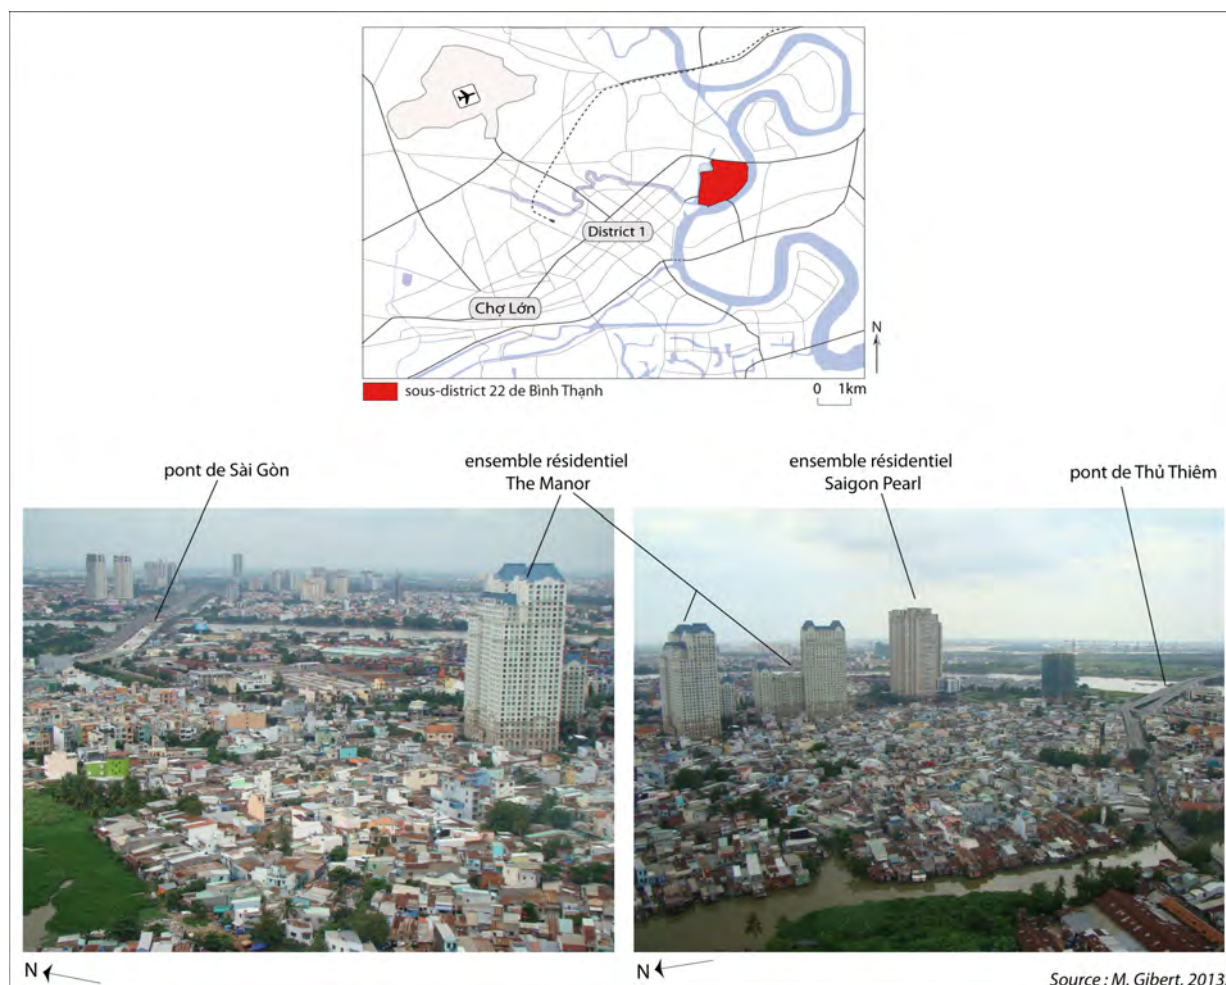 District 1
Chợ Lớn
N
sous-district 22 de Bình Thạnh
0 1km
pont de Sài Gòn
ensemble résidentiel
The Manor
ensemble résidentiel
Saigon Pearl
pont de Thủ Thiêm
N
N
Source : M. Gibert, 2013.